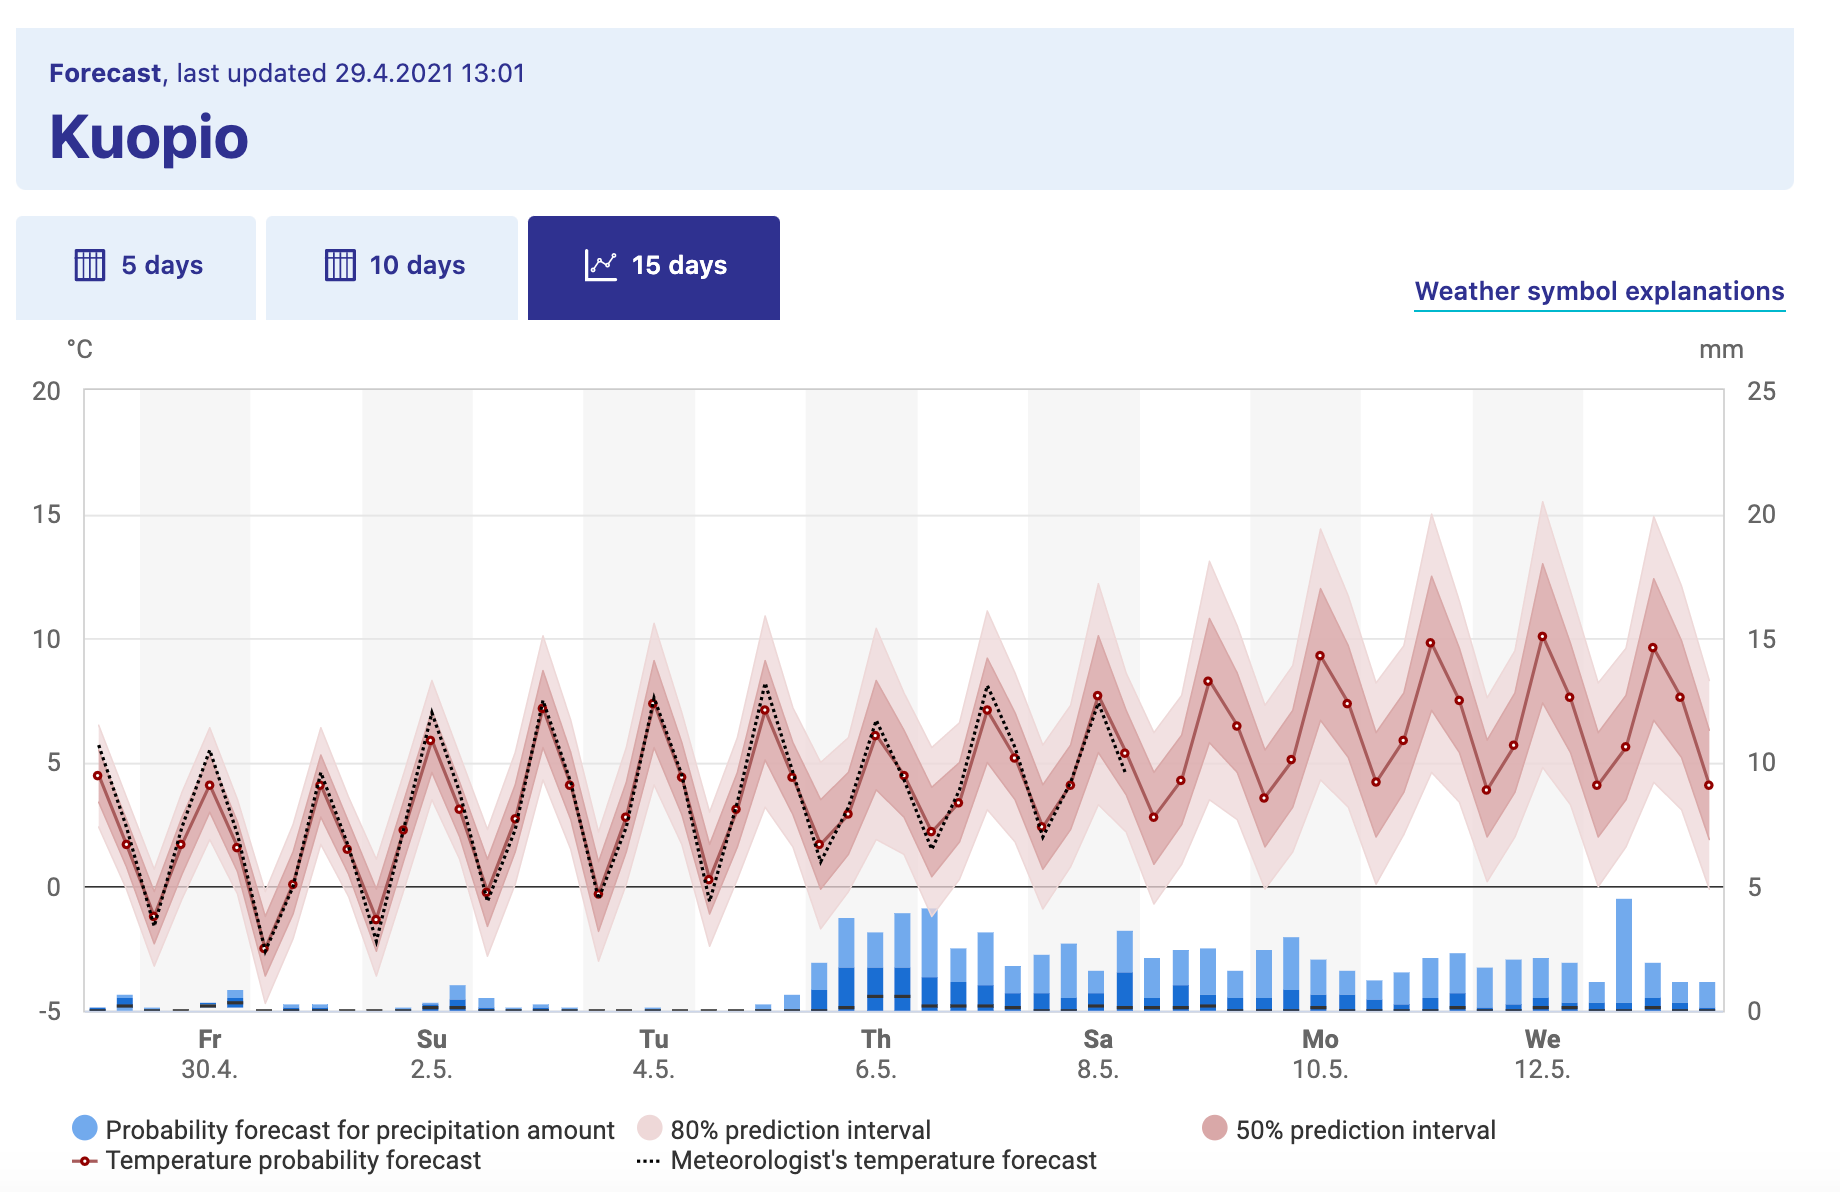 Forecast, last updated 29.4.2021 13:01
Kuopio
5 days
10 days
15 days
Weather symbol explanations
°C
mm
20
25
15
20
10
15
5
10
0
5
-5
0
Fr
Su
Tu
Th
Sa
Mo
We
30.4.
2.5.
4.5.
6.5.
8.5.
10.5.
12.5.
Probability forecast for precipitation amount
80% prediction interval
50% prediction interval
Temperature probability forecast
Meteorologist's temperature forecast